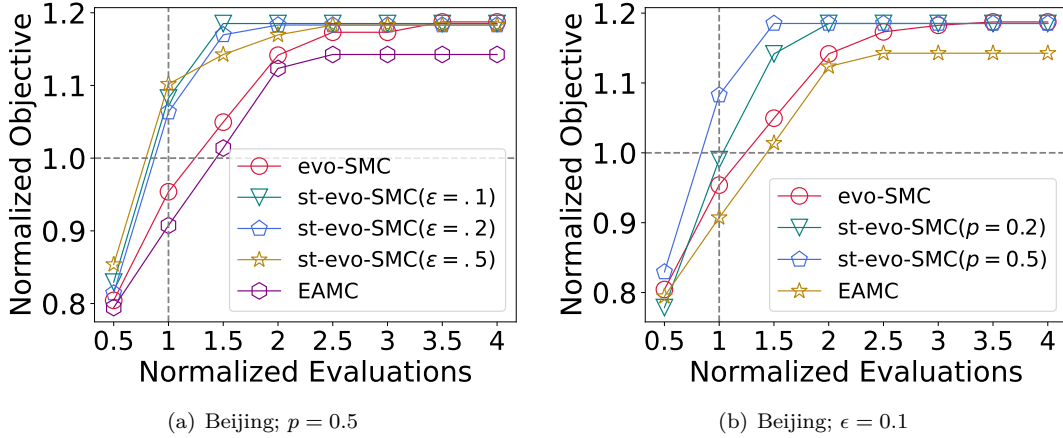 1.2
1.1
1.0
0.9
0.8
Normalized Objective
0.5 1 1.5 2 2.5 3 3.5 4
Normalized Evaluations
evo-SMC
st-evo-SMC(ε = .1)
st-evo-SMC(ε = .2)
st-evo-SMC(ε = .5)
EAMC
(a) Beijing; p = 0.5
1.2
1.1
1.0
0.9
0.8
Normalized Objective
0.5 1 1.5 2 2.5 3 3.5 4
Normalized Evaluations
evo-SMC
st-evo-SMC(p = 0.2)
st-evo-SMC(p = 0.5)
EAMC
(b) Beijing; ϵ = 0.1